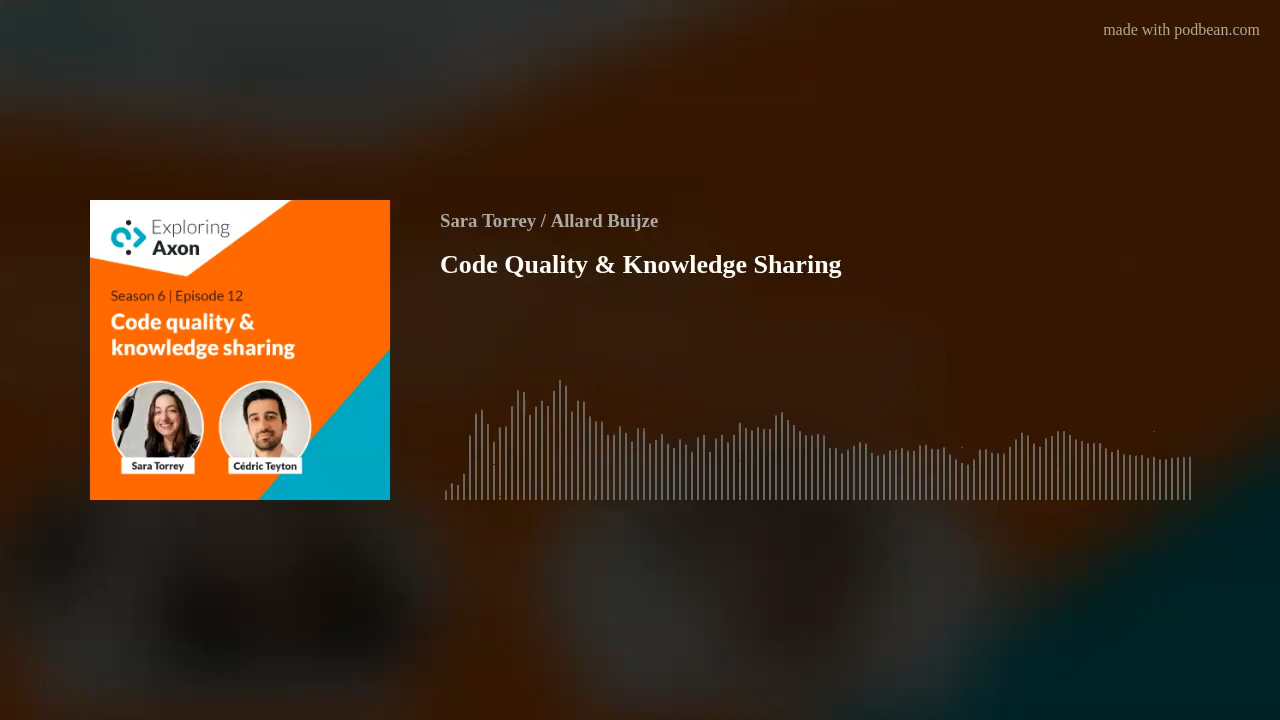 made with podbean.com
Exploring
Axon
Season 6 | Episode 12
Code quality &
knowledge sharing
Sara Torrey
Cédric Teyton
Sara Torrey / Allard Buijze
Code Quality & Knowledge Sharing